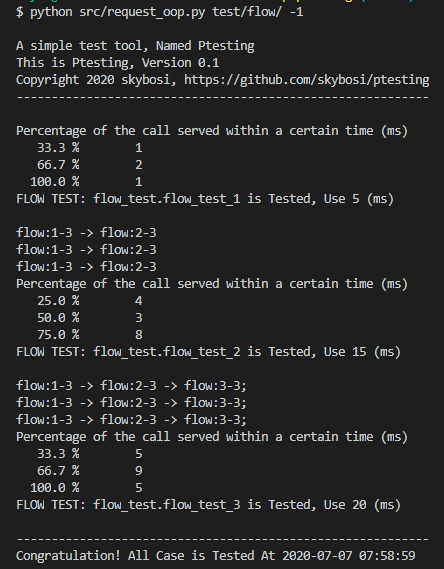 $ python src/request_oop.py test/flow/ -1
A simple test tool, Named Ptesting
This is Ptesting, Version 0.1
Copyright 2020 skybosi, https://github.com/skybosi/ptesting
-----------------------------------------------------------
Percentage of the call served within a certain time (ms)
33.3 % 1
66.7 % 2
100.0 % 1
FLOW TEST: flow_test.flow_test_1 is Tested, Use 5 (ms)
flow:1-3 -> flow:2-3
flow:1-3 -> flow:2-3
flow:1-3 -> flow:2-3
Percentage of the call served within a certain time (ms)
25.0 % 4
50.0 % 3
75.0 % 8
FLOW TEST: flow_test.flow_test_2 is Tested, Use 15 (ms)
flow:1-3 -> flow:2-3 -> flow:3-3;
flow:1-3 -> flow:2-3 -> flow:3-3;
flow:1-3 -> flow:2-3 -> flow:3-3;
Percentage of the call served within a certain time (ms)
33.3 % 5
66.7 % 9
100.0 % 5
FLOW TEST: flow_test.flow_test_3 is Tested, Use 20 (ms)
-----------------------------------------------------------
Congratulation! All Case is Tested At 2020-07-07 07:58:59